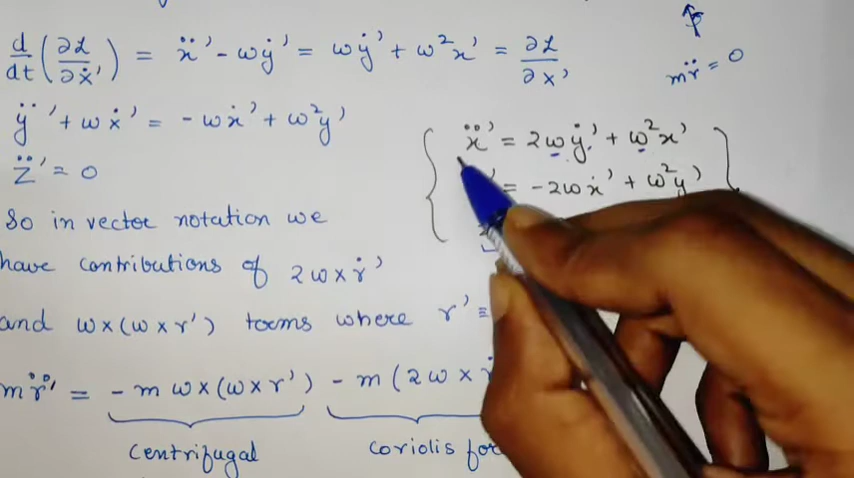 d/dt(∂L/∂ẋ') = ẍ' - ωẏ' = ωẏ' + ω²x' = ∂L/∂x'
mr̈ = 0
ÿ' + ωẋ' = -ωẋ' + ω²y'
z̈' = 0
ẍ' = 2ωẏ' + ω²x'
= -2ωẋ' + ω²y'
So in vector notation we
have contributions of 2ω×ṙ'
and ω×(ω×r') terms where r' =
mr̈' = -mω×(ω×r') - m(2ω×
centrifugal
coriolis